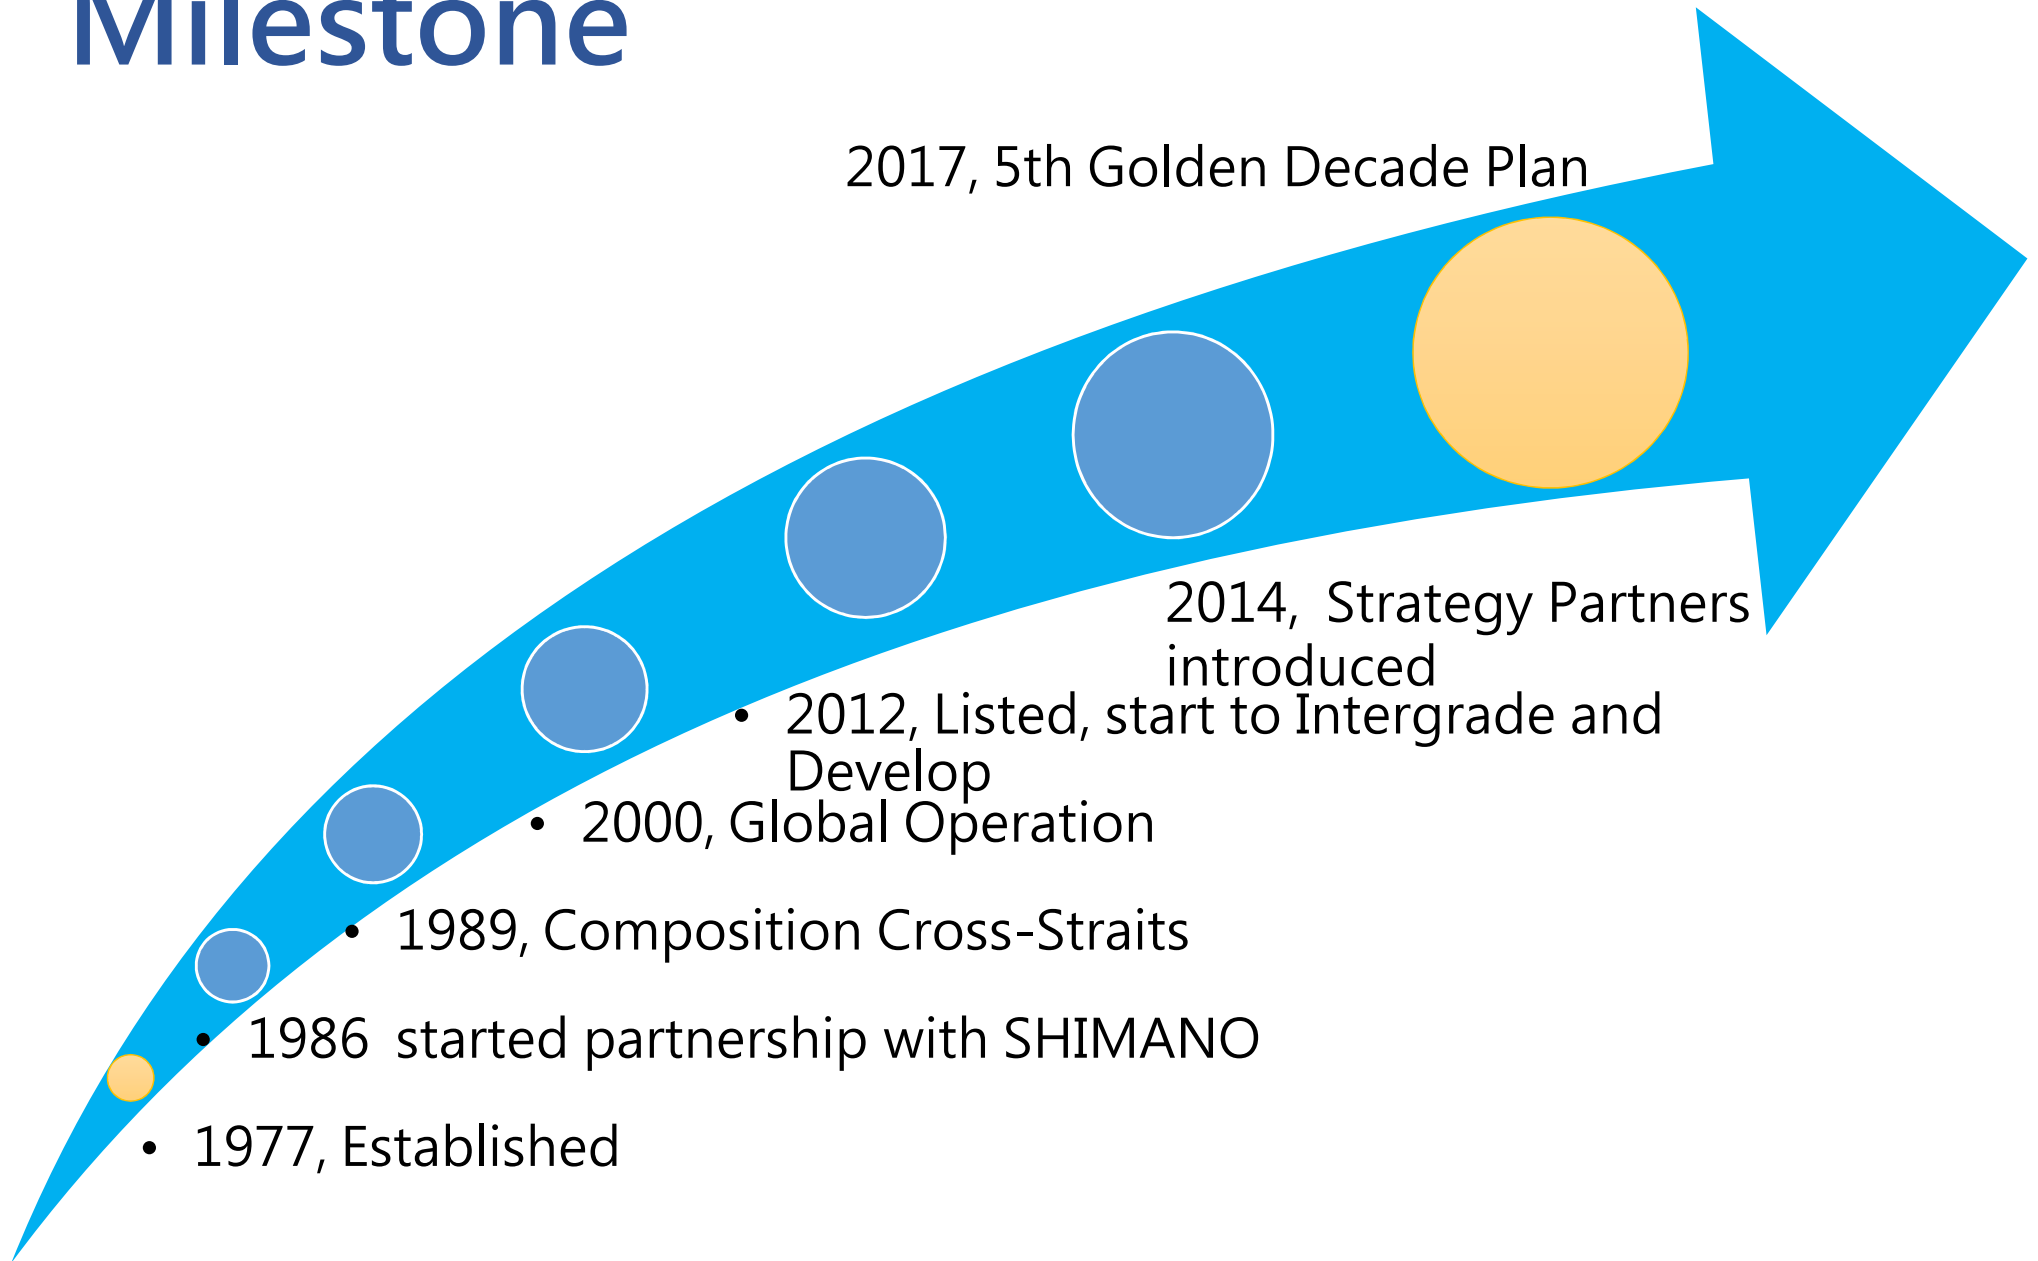 Milestone
2017, 5th Golden Decade Plan
2014,  Strategy Partners
introduced
• 2012, Listed, start to Intergrade and
Develop
• 2000, Global Operation
• 1989, Composition Cross-Straits
• 1986  started partnership with SHIMANO
• 1977, Established